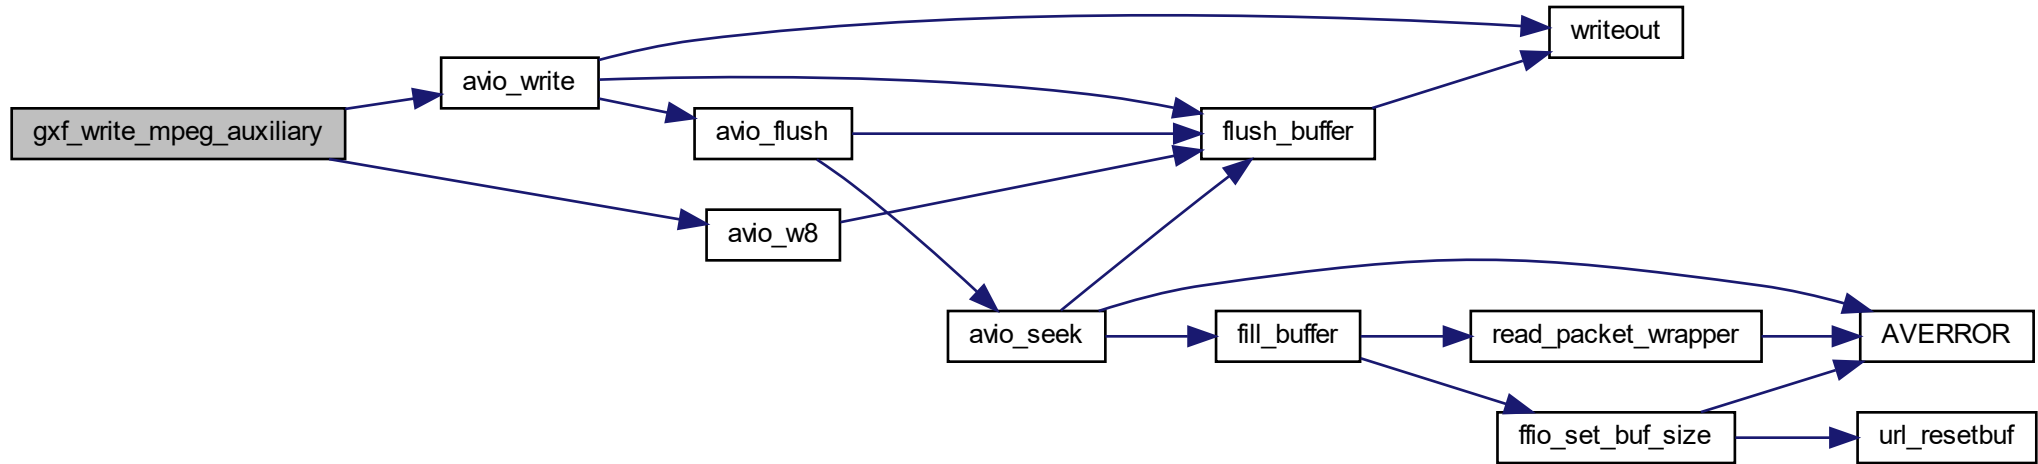 writeout
avio_write
gxf_write_mpeg_auxiliary
avio_flush
flush_buffer
avio_w8
avio_seek
fill_buffer
read_packet_wrapper
AVERROR
ffio_set_buf_size
url_resetbuf